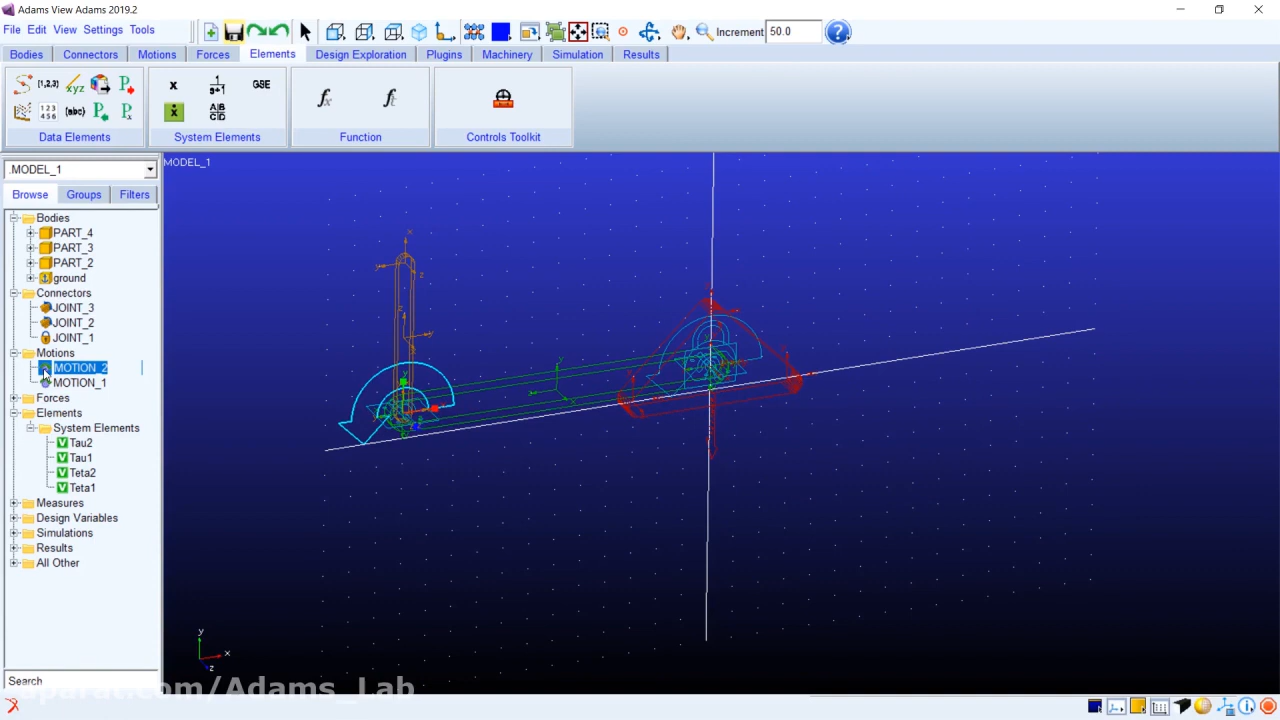 Adams View Adams 2019.2
File Edit View Settings Tools
Increment 50.0
Bodies Connectors Motions Forces Elements Design Exploration Plugins Machinery Simulation Results
Data Elements System Elements Function Controls Toolkit
.MODEL_1
MODEL_1
Browse Groups Filters
Bodies
PART_4
PART_3
PART_2
ground
Connectors
JOINT_3
JOINT_2
JOINT_1
Motions
MOTION_2
MOTION_1
Forces
Elements
System Elements
Tau2
Tau1
Teta2
Teta1
Measures
Design Variables
Simulations
Results
All Other
Search
aparat.com/Adams_Lab